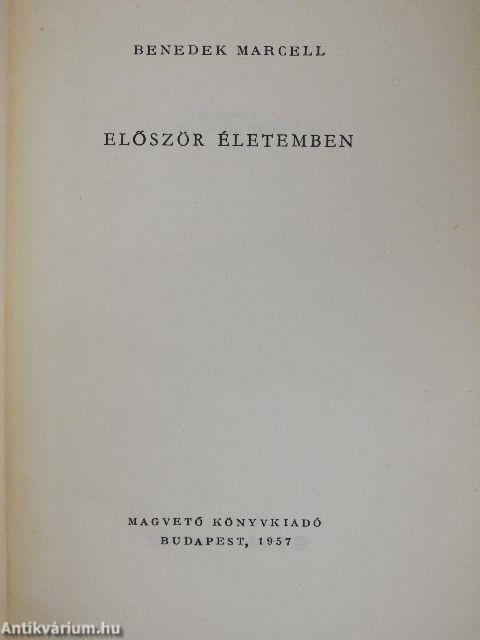 BENEDEK MARCELL
ELŐSZÖR ÉLETEMBEN
MAGVETŐ KÖNYVKIADÓ
BUDAPEST, 1957
Antikvárium.hu